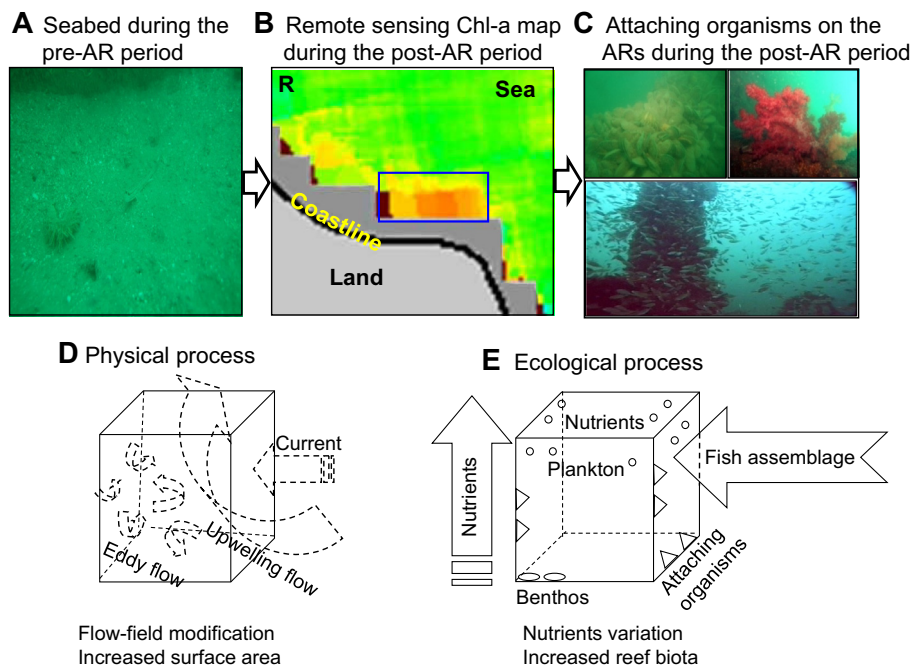 A Seabed during the
pre-AR period
B Remote sensing Chl-a map
during the post-AR period
C Attaching organisms on the
ARs during the post-AR period
R
Sea
Coastline
Land
D Physical process
Current
Upwelling flow
Eddy flow
Flow-field modification
Increased surface area
E Ecological process
Nutrients
Nutrients
Plankton
Fish assemblage
Attaching
organisms
Benthos
Nutrients variation
Increased reef biota